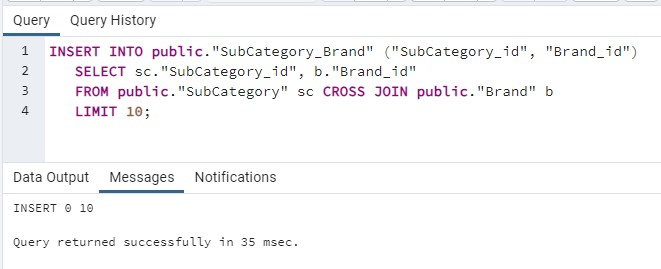 Query Query History
1 INSERT INTO public."SubCategory_Brand" ("SubCategory_id", "Brand_id")
2 SELECT sc."SubCategory_id", b."Brand_id"
3 FROM public."SubCategory" sc CROSS JOIN public."Brand" b
4 LIMIT 10;
Data Output Messages Notifications
INSERT 0 10
Query returned successfully in 35 msec.